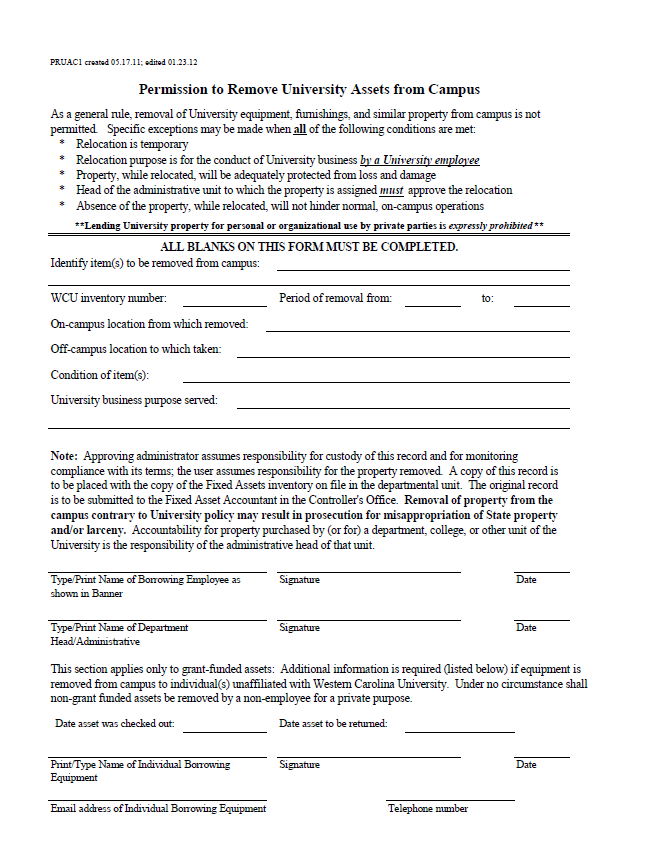 PRUAC1 created 05.17.11; edited 01.23.12
Permission to Remove University Assets from Campus
As a general rule, removal of University equipment, furnishings, and similar property from campus is not
permitted. Specific exceptions may be made when all of the following conditions are met:
* Relocation is temporary
* Relocation purpose is for the conduct of University business by a University employee
* Property, while relocated, will be adequately protected from loss and damage
* Head of the administrative unit to which the property is assigned must approve the relocation
* Absence of the property, while relocated, will not hinder normal, on-campus operations
**Lending University property for personal or organizational use by private parties is expressly prohibited**
ALL BLANKS ON THIS FORM MUST BE COMPLETED.
Identify item(s) to be removed from campus:
WCU inventory number: Period of removal from: to:
On-campus location from which removed:
Off-campus location to which taken:
Condition of item(s):
University business purpose served:
Note: Approving administrator assumes responsibility for custody of this record and for monitoring
compliance with its terms; the user assumes responsibility for the property removed. A copy of this record is
to be placed with the copy of the Fixed Assets inventory on file in the departmental unit. The original record
is to be submitted to the Fixed Asset Accountant in the Controller's Office. Removal of property from the
campus contrary to University policy may result in prosecution for misappropriation of State property
and/or larceny. Accountability for property purchased by (or for) a department, college, or other unit of the
University is the responsibility of the administrative head of that unit.
Type/Print Name of Borrowing Employee as Signature Date
shown in Banner
Type/Print Name of Department Signature Date
Head/Administrative
This section applies only to grant-funded assets: Additional information is required (listed below) if equipment is
removed from campus to individual(s) unaffiliated with Western Carolina University. Under no circumstance shall
non-grant funded assets be removed by a non-employee for a private purpose.
Date asset was checked out: Date asset to be returned:
Print/Type Name of Individual Borrowing Signature Date
Equipment
Email address of Individual Borrowing Equipment Telephone number